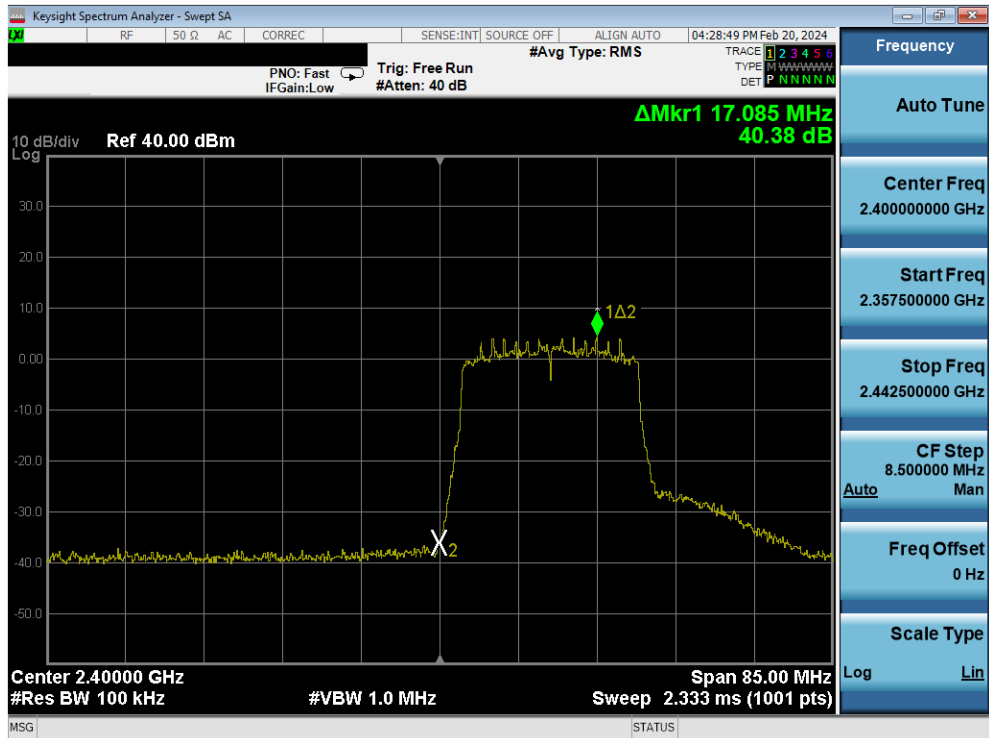 Keysight Spectrum Analyzer - Swept SA
LXI RF 50 Ω AC CORREC SENSE:INT SOURCE OFF ALIGN AUTO 04:28:49 PM Feb 20, 2024
#Avg Type: RMS TRACE 1 2 3 4 5 6
PNO: Fast Trig: Free Run TYPE M W W W W W
IFGain:Low #Atten: 40 dB DET P N N N N N
ΔMkr1 17.085 MHz
40.38 dB
10 dB/div Ref 40.00 dBm
Log
30.0
20.0
10.0
0.00
-10.0
-20.0
-30.0
-40.0
-50.0
1Δ2
X2
Center 2.40000 GHz Span 85.00 MHz
#Res BW 100 kHz #VBW 1.0 MHz Sweep 2.333 ms (1001 pts)
MSG STATUS
Frequency
Auto Tune
Center Freq
2.400000000 GHz
Start Freq
2.357500000 GHz
Stop Freq
2.442500000 GHz
CF Step
8.500000 MHz
Auto Man
Freq Offset
0 Hz
Scale Type
Log Lin